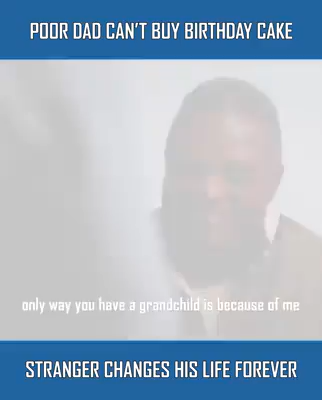 POOR DAD CAN'T BUY BIRTHDAY CAKE
only way you have a grandchild is because of me
STRANGER CHANGES HIS LIFE FOREVER